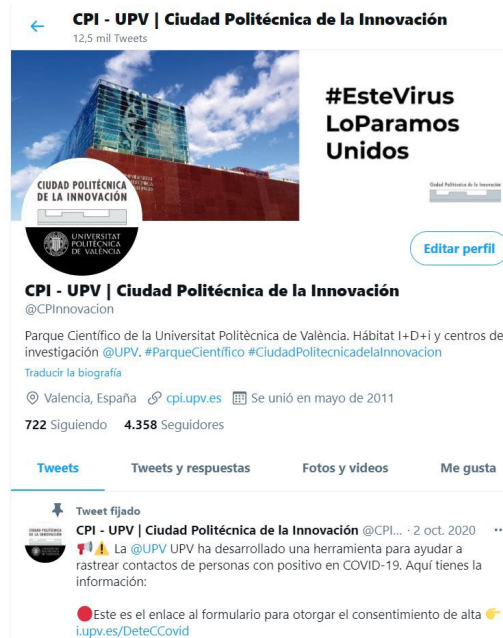 CPI - UPV | Ciudad Politécnica de la Innovación
12,5 mil Tweets
#EsteVirus
LoParamos
Unidos
Ciudad Politécnica de la Innovación
CIUDAD POLITÉCNICA
DE LA INNOVACIÓN
UNIVERSITAT
POLITÈCNICA
DE VALÈNCIA
Editar perfil
CPI - UPV | Ciudad Politécnica de la Innovación
@CPInnovacion
Parque Científico de la Universitat Politècnica de València. Hábitat I+D+i y centros de
investigación @UPV. #ParqueCientífico #CiudadPolitecnicadelaInnovacion
Traducir la biografía
Valencia, España cpi.upv.es Se unió en mayo de 2011
722 Siguiendo 4.358 Seguidores
Tweets Tweets y respuestas Fotos y videos Me gusta
Tweet fijado
CPI - UPV | Ciudad Politécnica de la Innovación @CPI... · 2 oct. 2020
La @UPV UPV ha desarrollado una herramienta para ayudar a
rastrear contactos de personas con positivo en COVID-19. Aquí tienes la
información:
Este es el enlace al formulario para otorgar el consentimiento de alta
i.upv.es/DeteCCovid